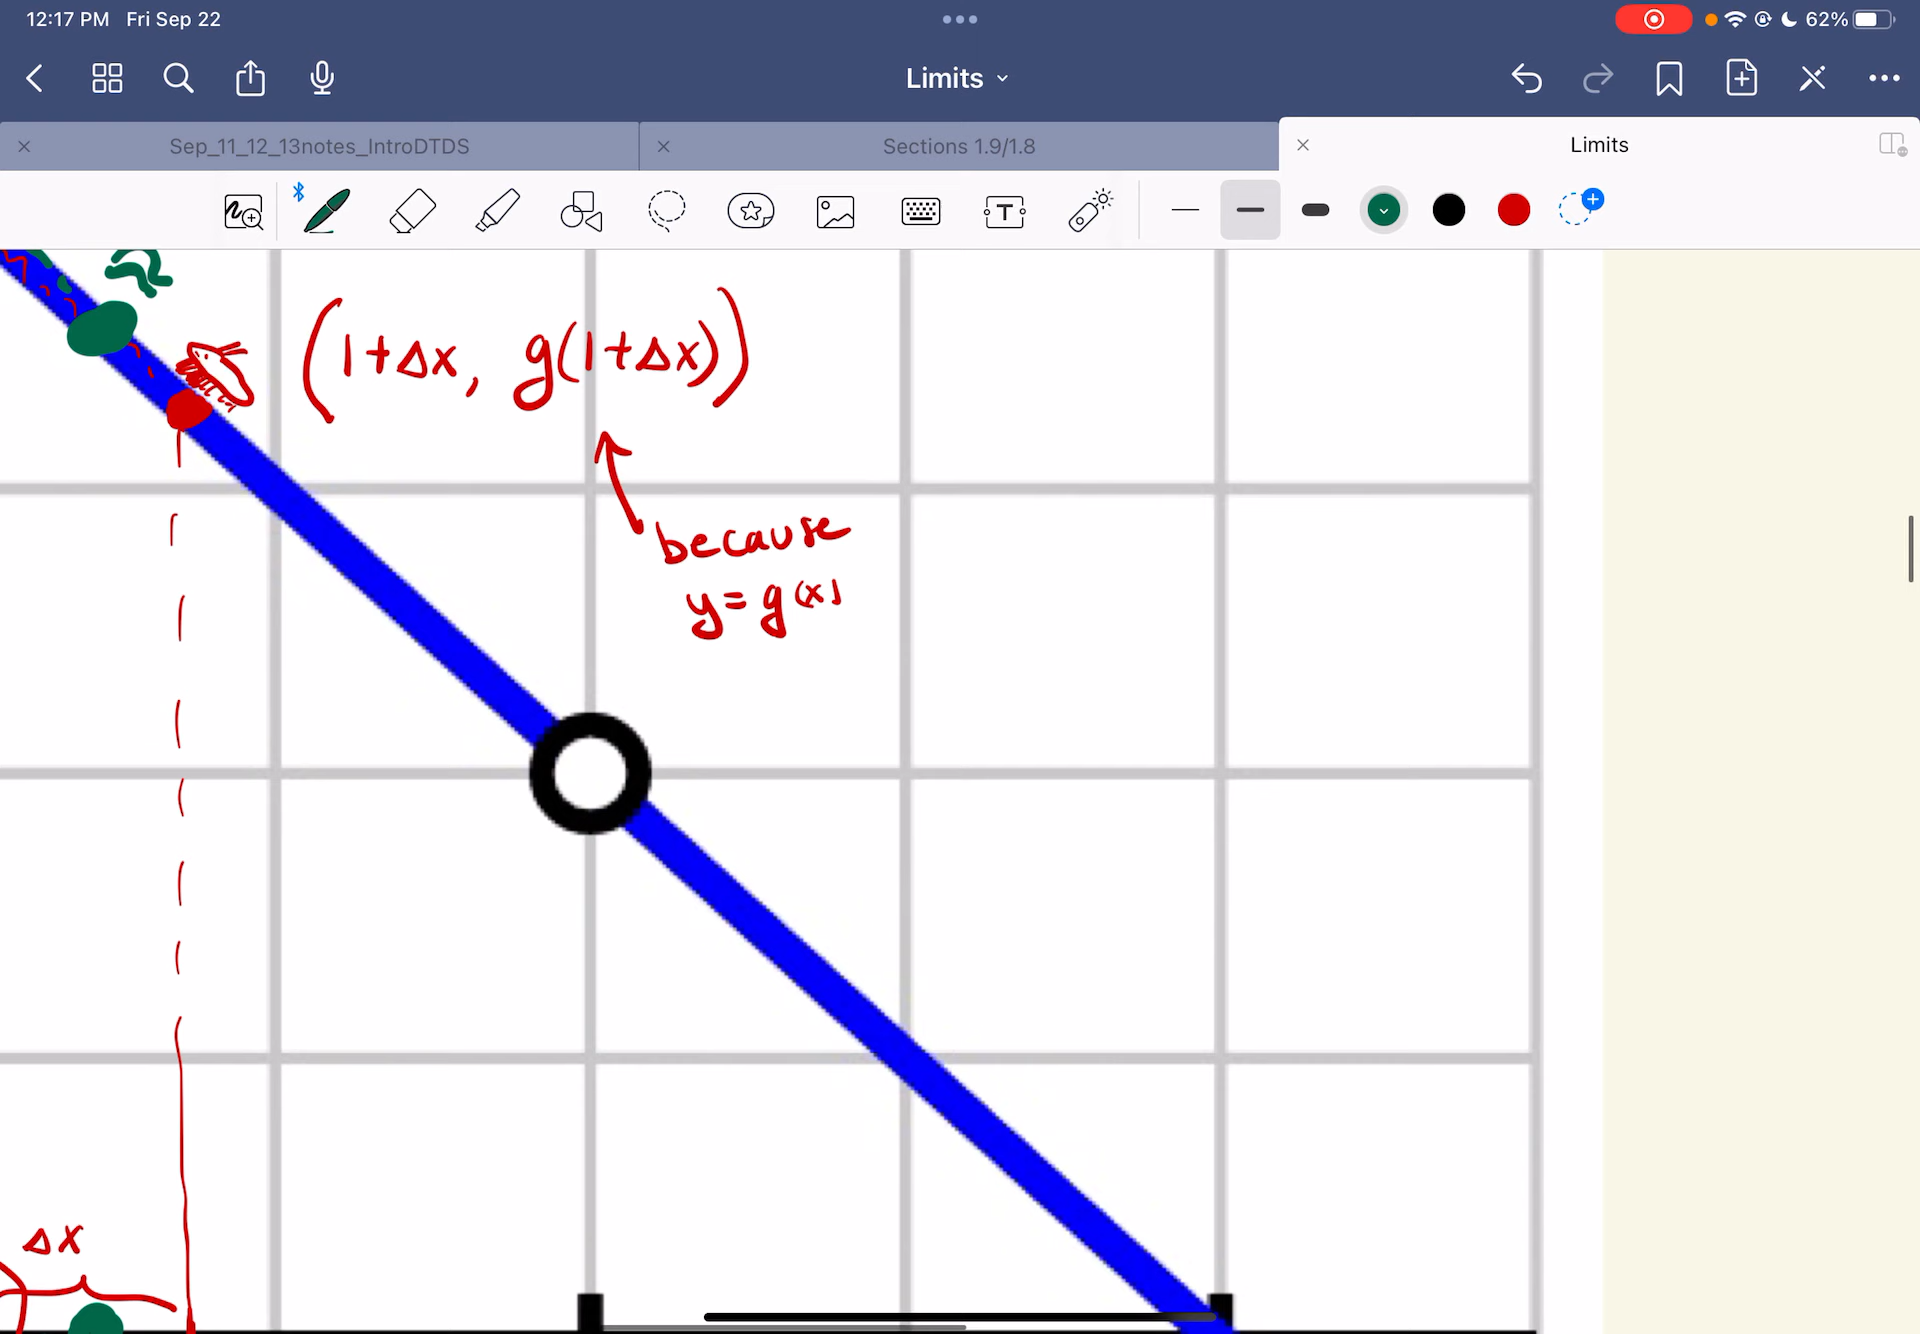 12:17 PM Fri Sep 22
62%
Limits
Sep_11_12_13notes_IntroDTDS
Sections 1.9/1.8
Limits
(1+Δx, g(1+Δx))
because
y=g(x)
Δx